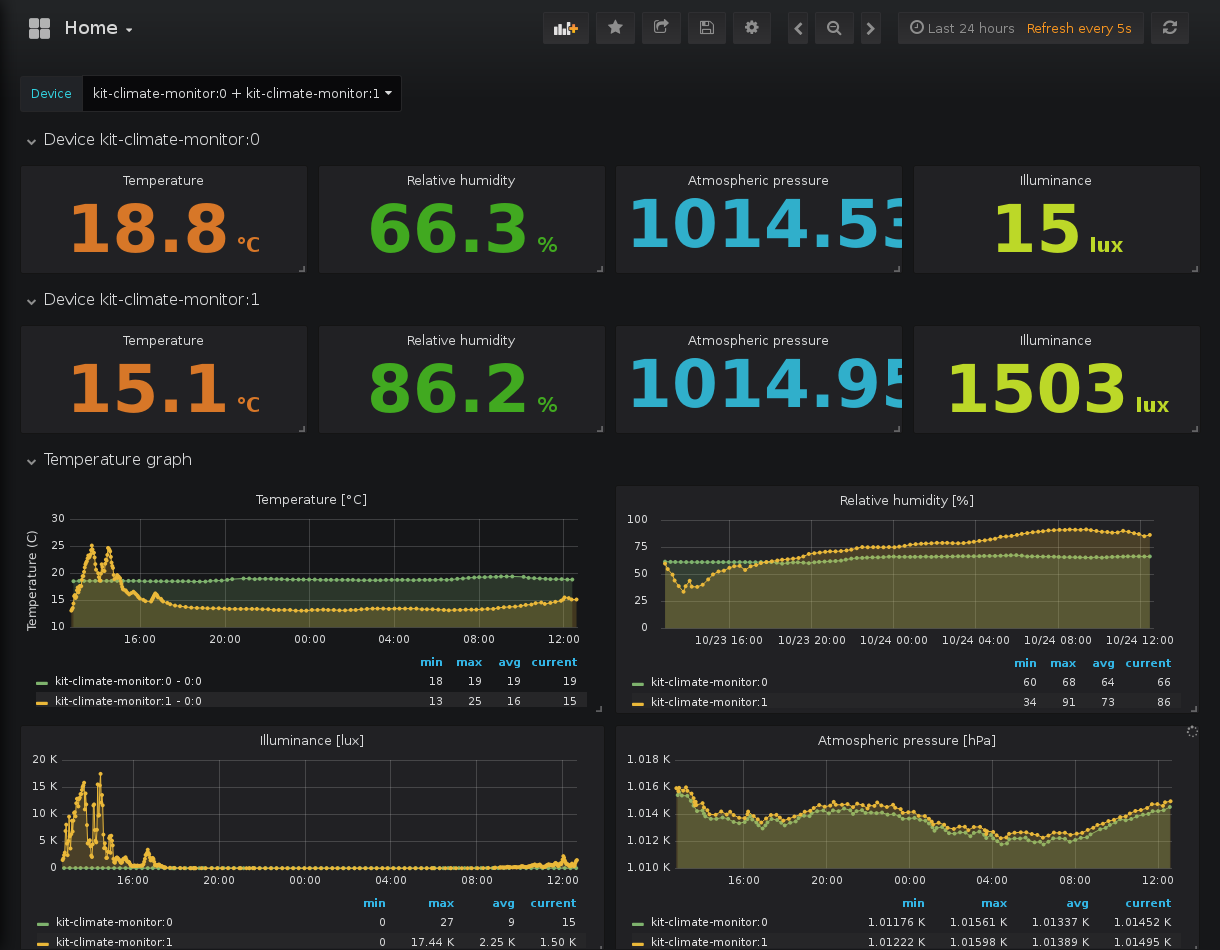 Home
Last 24 hours Refresh every 5s
Device kit-climate-monitor:0 + kit-climate-monitor:1
Device kit-climate-monitor:0
Temperature Relative humidity Atmospheric pressure Illuminance
18.8 °C 66.3 % 1014.53 15 lux
Device kit-climate-monitor:1
Temperature Relative humidity Atmospheric pressure Illuminance
15.1 °C 86.2 % 1014.95 1503 lux
Temperature graph
Temperature [°C]
Temperature (C)
30
25
20
15
10
16:00 20:00 00:00 04:00 08:00 12:00
min max avg current
kit-climate-monitor:0 - 0:0 18 19 19 19
kit-climate-monitor:1 - 0:0 13 25 16 15
Relative humidity [%]
100
75
50
25
0
10/23 16:00 10/23 20:00 10/24 00:00 10/24 04:00 10/24 08:00 10/24 12:00
min max avg current
kit-climate-monitor:0 60 68 64 66
kit-climate-monitor:1 34 91 73 86
Illuminance [lux]
20 K
15 K
10 K
5 K
0
16:00 20:00 00:00 04:00 08:00 12:00
min max avg current
kit-climate-monitor:0 0 27 9 15
kit-climate-monitor:1 0 17.44 K 2.25 K 1.50 K
Atmospheric pressure [hPa]
1.018 K
1.016 K
1.014 K
1.012 K
1.010 K
16:00 20:00 00:00 04:00 08:00 12:00
min max avg current
kit-climate-monitor:0 1.01176 K 1.01561 K 1.01337 K 1.01452 K
kit-climate-monitor:1 1.01222 K 1.01598 K 1.01389 K 1.01495 K